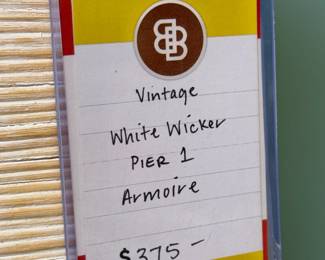 B
Vintage
White Wicker
PIER 1
Armoire
$375-